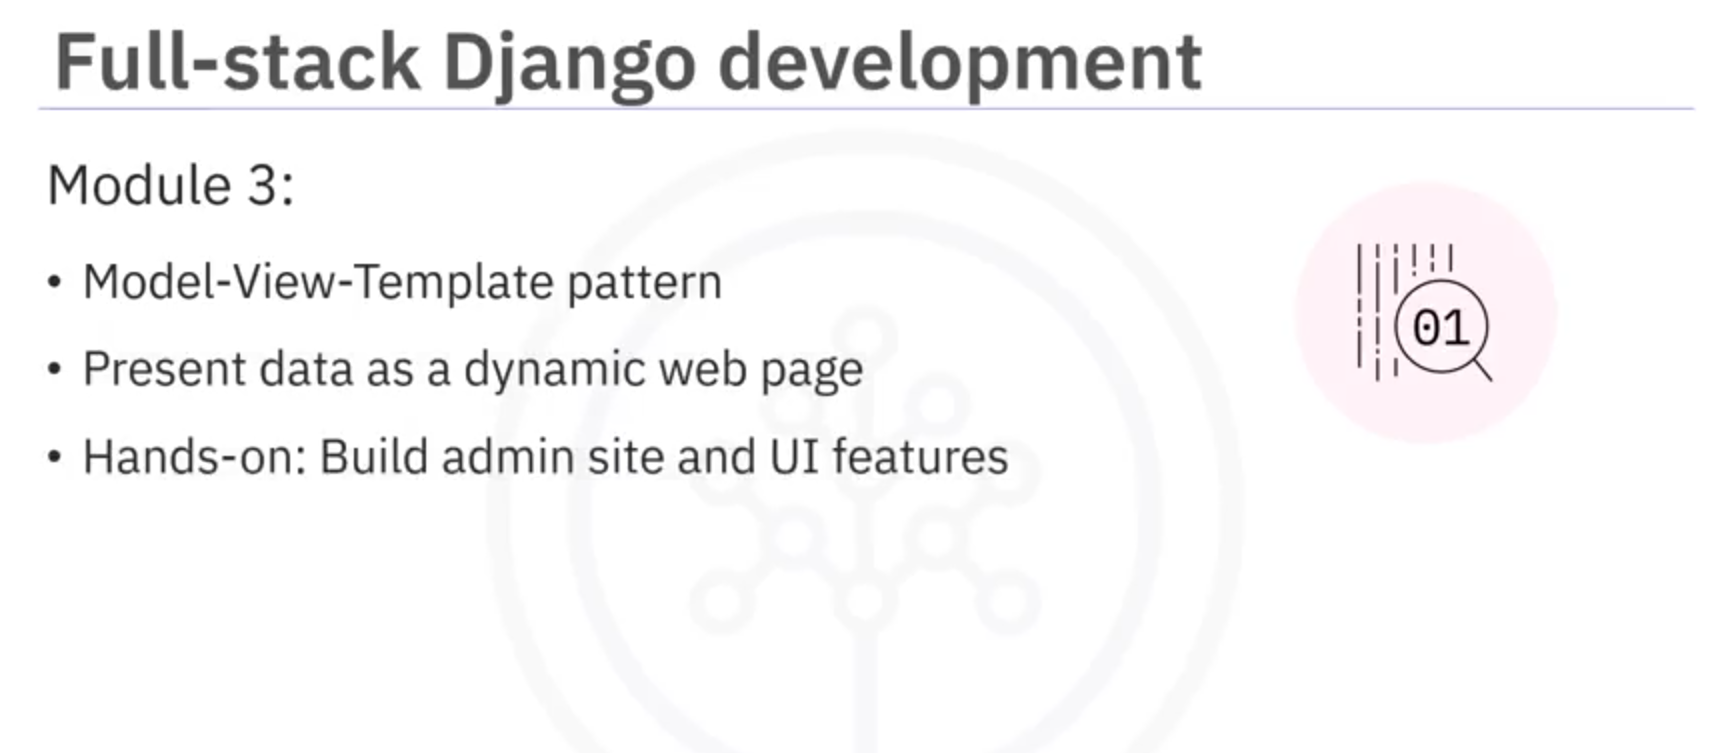 Full-stack Django development
Module 3:
• Model-View-Template pattern
• Present data as a dynamic web page
• Hands-on: Build admin site and UI features
01